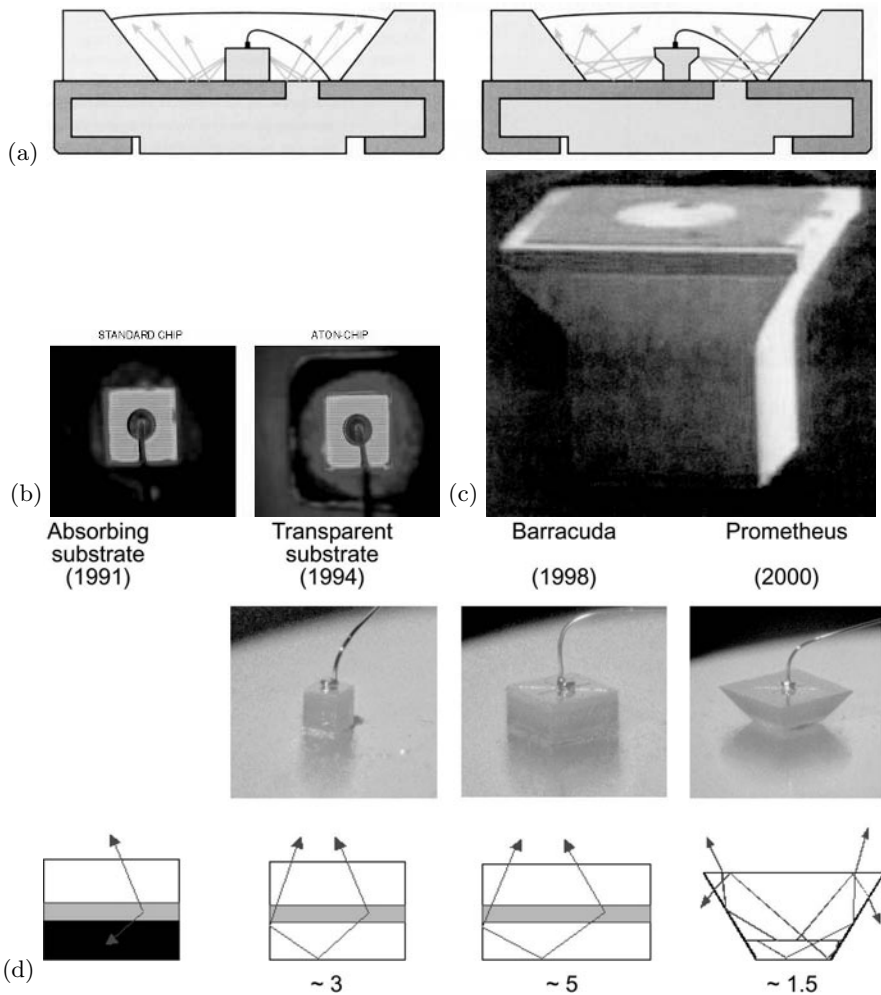 (a)
STANDARD CHIP
ATON-CHIP
(b)
(c)
Absorbing
substrate
(1991)
Transparent
substrate
(1994)
Barracuda
(1998)
Prometheus
(2000)
(d)
~ 3
~ 5
~ 1.5